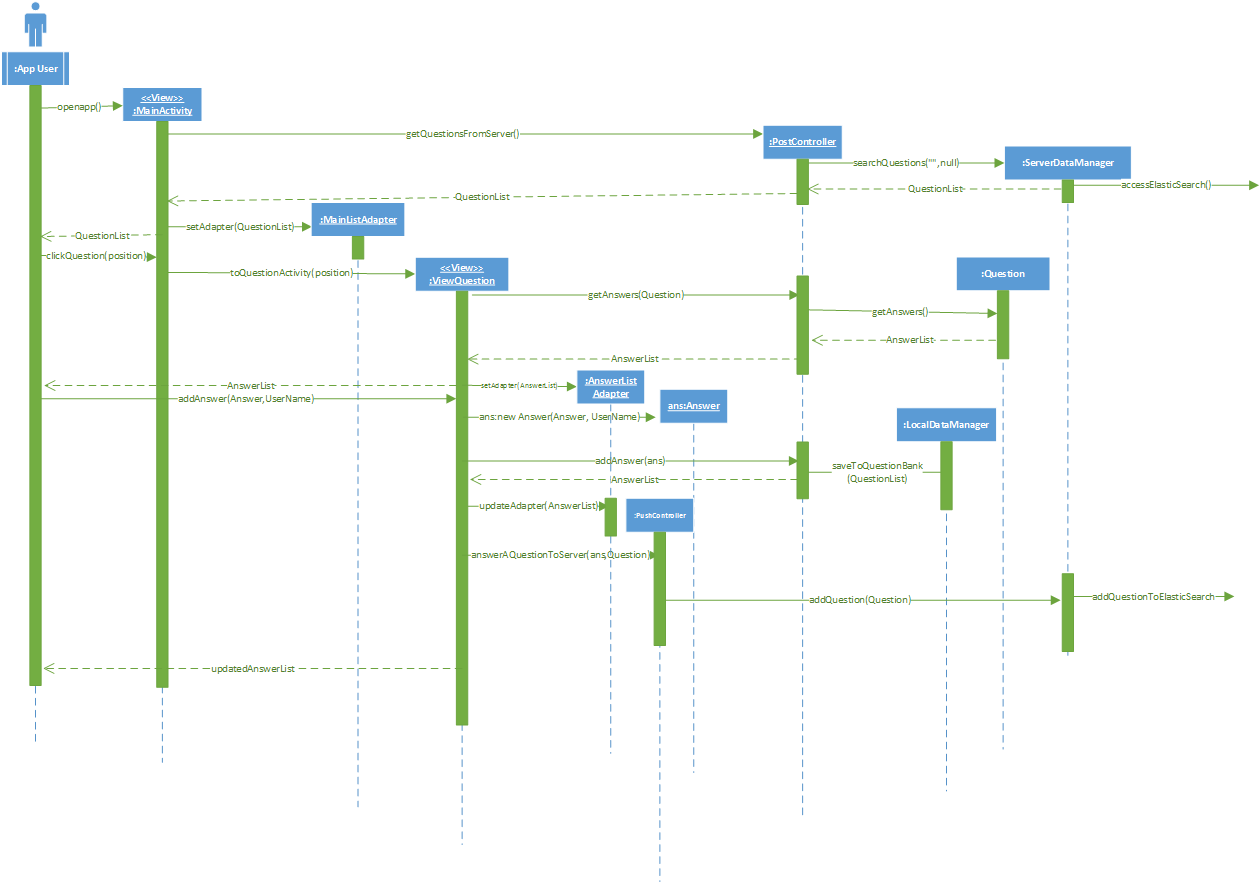 :App User
<<View>>
:MainActivity
openapp()
getQuestionsFromServer()
:PostController
searchQuestions("",null)
:ServerDataManager
accessElasticSearch()
QuestionList
QuestionList
:MainListAdapter
setAdapter(QuestionList)
QuestionList
clickQuestion(position)
toQuestionActivity(position)
<<View>>
:ViewQuestion
:Question
getAnswers(Question)
getAnswers()
AnswerList
AnswerList
AnswerList
setAdapter(AnswerList)
:AnswerList
Adapter
addAnswer(Answer,UserName)
ans:Answer
ans:new Answer(Answer, UserName)
:LocalDataManager
addAnswer(ans)
saveToQuestionBank
(QuestionList)
AnswerList
updateAdapter(AnswerList)
:PushController
answerAQuestionToServer(ans,Question)
addQuestion(Question)
addQuestionToElasticSearch
updatedAnswerList